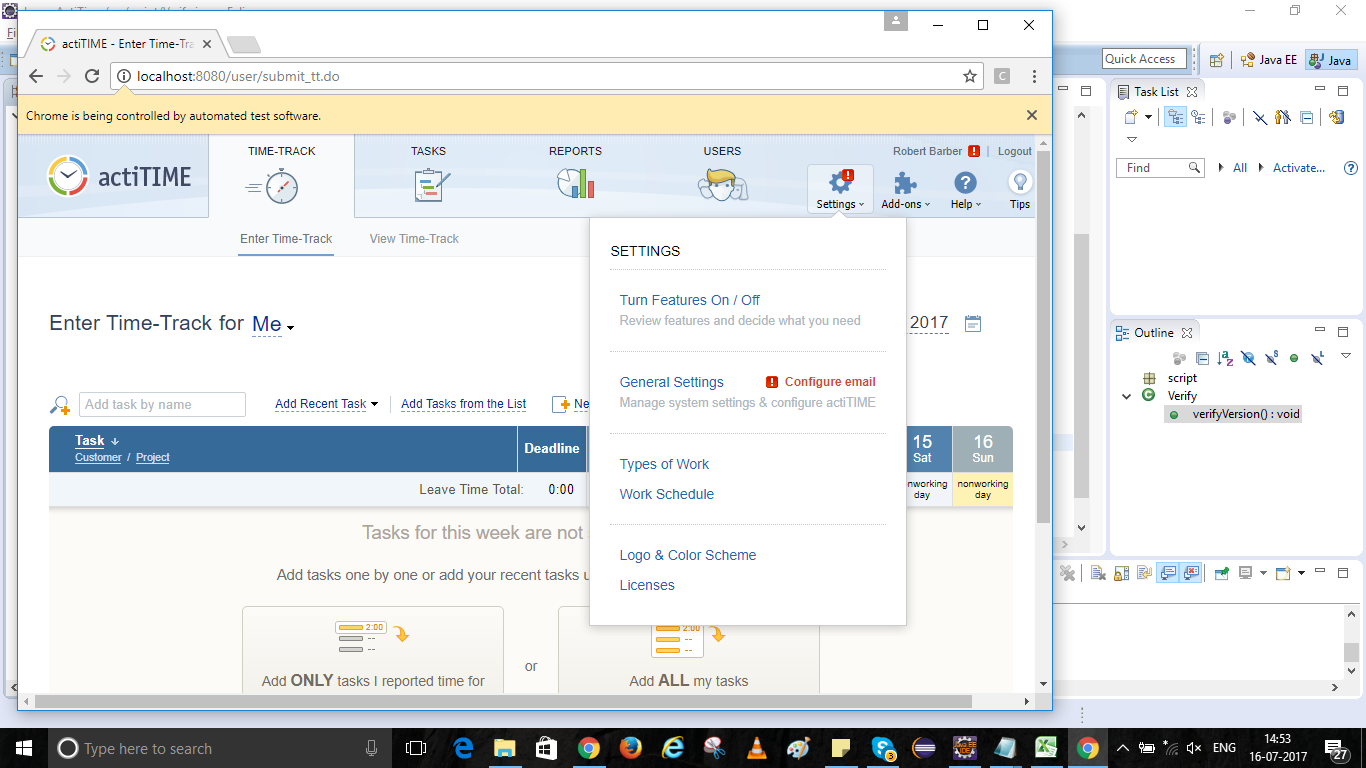 actiTIME - Enter Time-Tra
localhost:8080/user/submit_tt.do
C
Chrome is being controlled by automated test software.
actiTIME
TIME-TRACK
TASKS
REPORTS
USERS
Robert Barber ! | Logout
Settings
Add-ons
Help
Tips
Enter Time-Track
View Time-Track
SETTINGS
Turn Features On / Off
Review features and decide what you need
General Settings
! Configure email
Manage system settings & configure actiTIME
Types of Work
Work Schedule
Logo & Color Scheme
Licenses
Enter Time-Track for Me
2017
Add task by name
Add Recent Task
Add Tasks from the List
Ne
Task
Customer / Project
Deadline
15
Sat
16
Sun
Leave Time Total: 0:00
nworking
day
nonworking
day
Tasks for this week are not
Add tasks one by one or add your recent tasks u
2:00
--
--
Add ONLY tasks I reported time for
or
2:00
--
--
Add ALL my tasks
Quick Access
Java EE
Java
Task List
Find
All
Activate...
Outline
script
Verify
verifyVersion() : void
Type here to search
3
ENG
14:53
16-07-2017
27